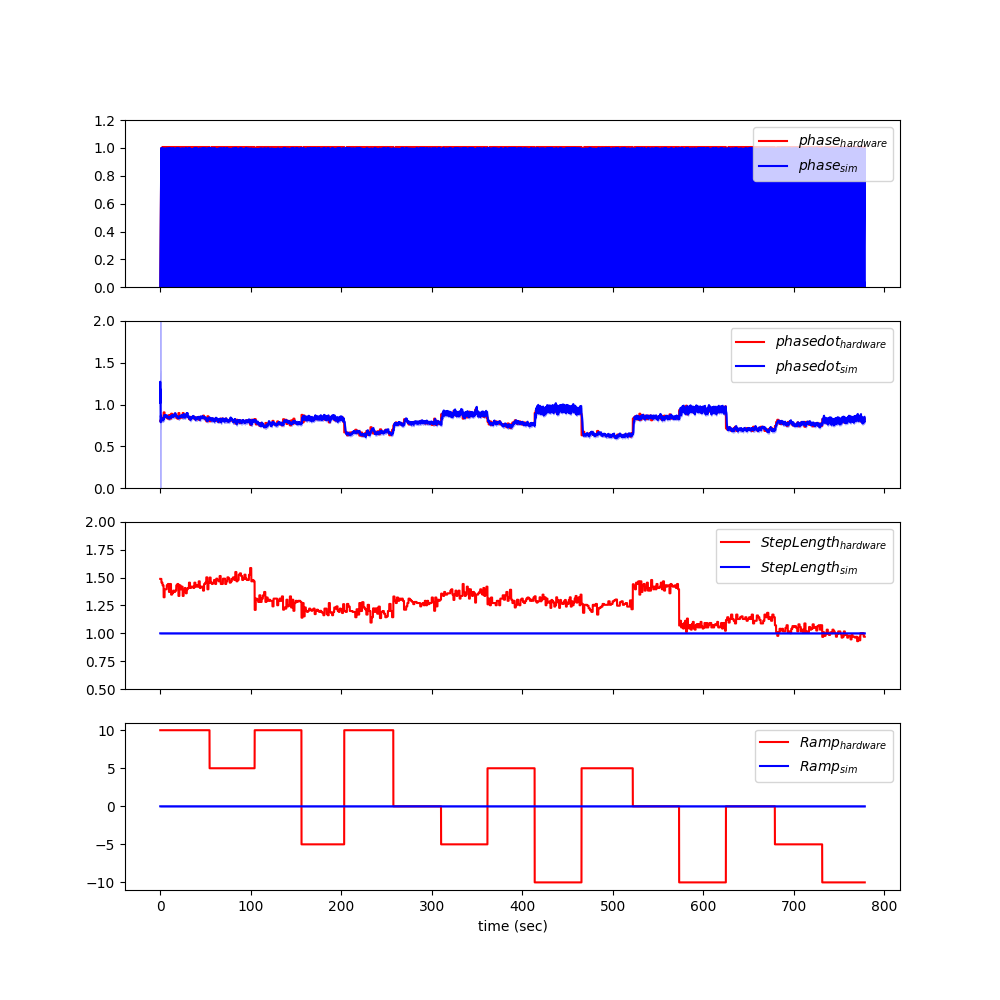 1.2
1.0
0.8
0.6
0.4
0.2
0.0
phase_hardware
phase_sim
2.0
1.5
1.0
0.5
0.0
phasedot_hardware
phasedot_sim
2.00
1.75
1.50
1.25
1.00
0.75
0.50
StepLength_hardware
StepLength_sim
10
5
0
−5
−10
Ramp_hardware
Ramp_sim
0 100 200 300 400 500 600 700 800
time (sec)